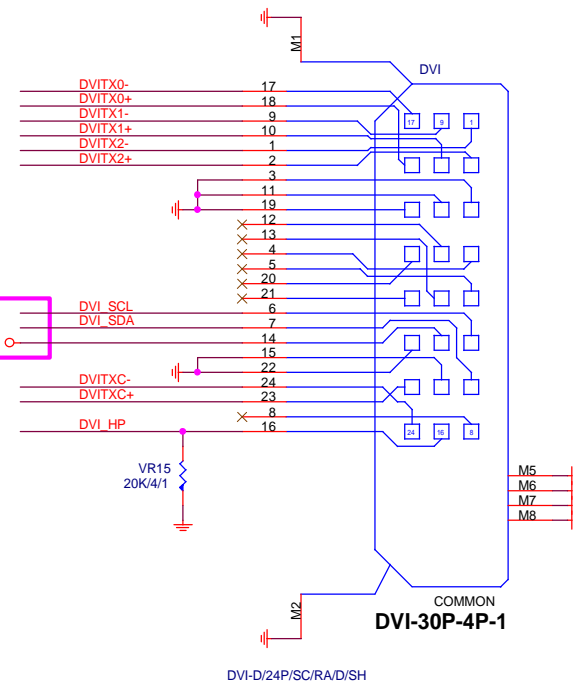 M1
DVI
DVITX0- 17
DVITX0+ 18
DVITX1- 9
DVITX1+ 10
DVITX2- 1
DVITX2+ 2
3
11
19
12
13
4
5
20
21
DVI_SCL 6
DVI_SDA 7
14
15
22
DVITXC- 24
DVITXC+ 23
8
DVI_HP 16
17 9 1
24 16 8
VR15
20K/4/1
M5
M6
M7
M8
M2
COMMON
DVI-30P-4P-1
DVI-D/24P/SC/RA/D/SH